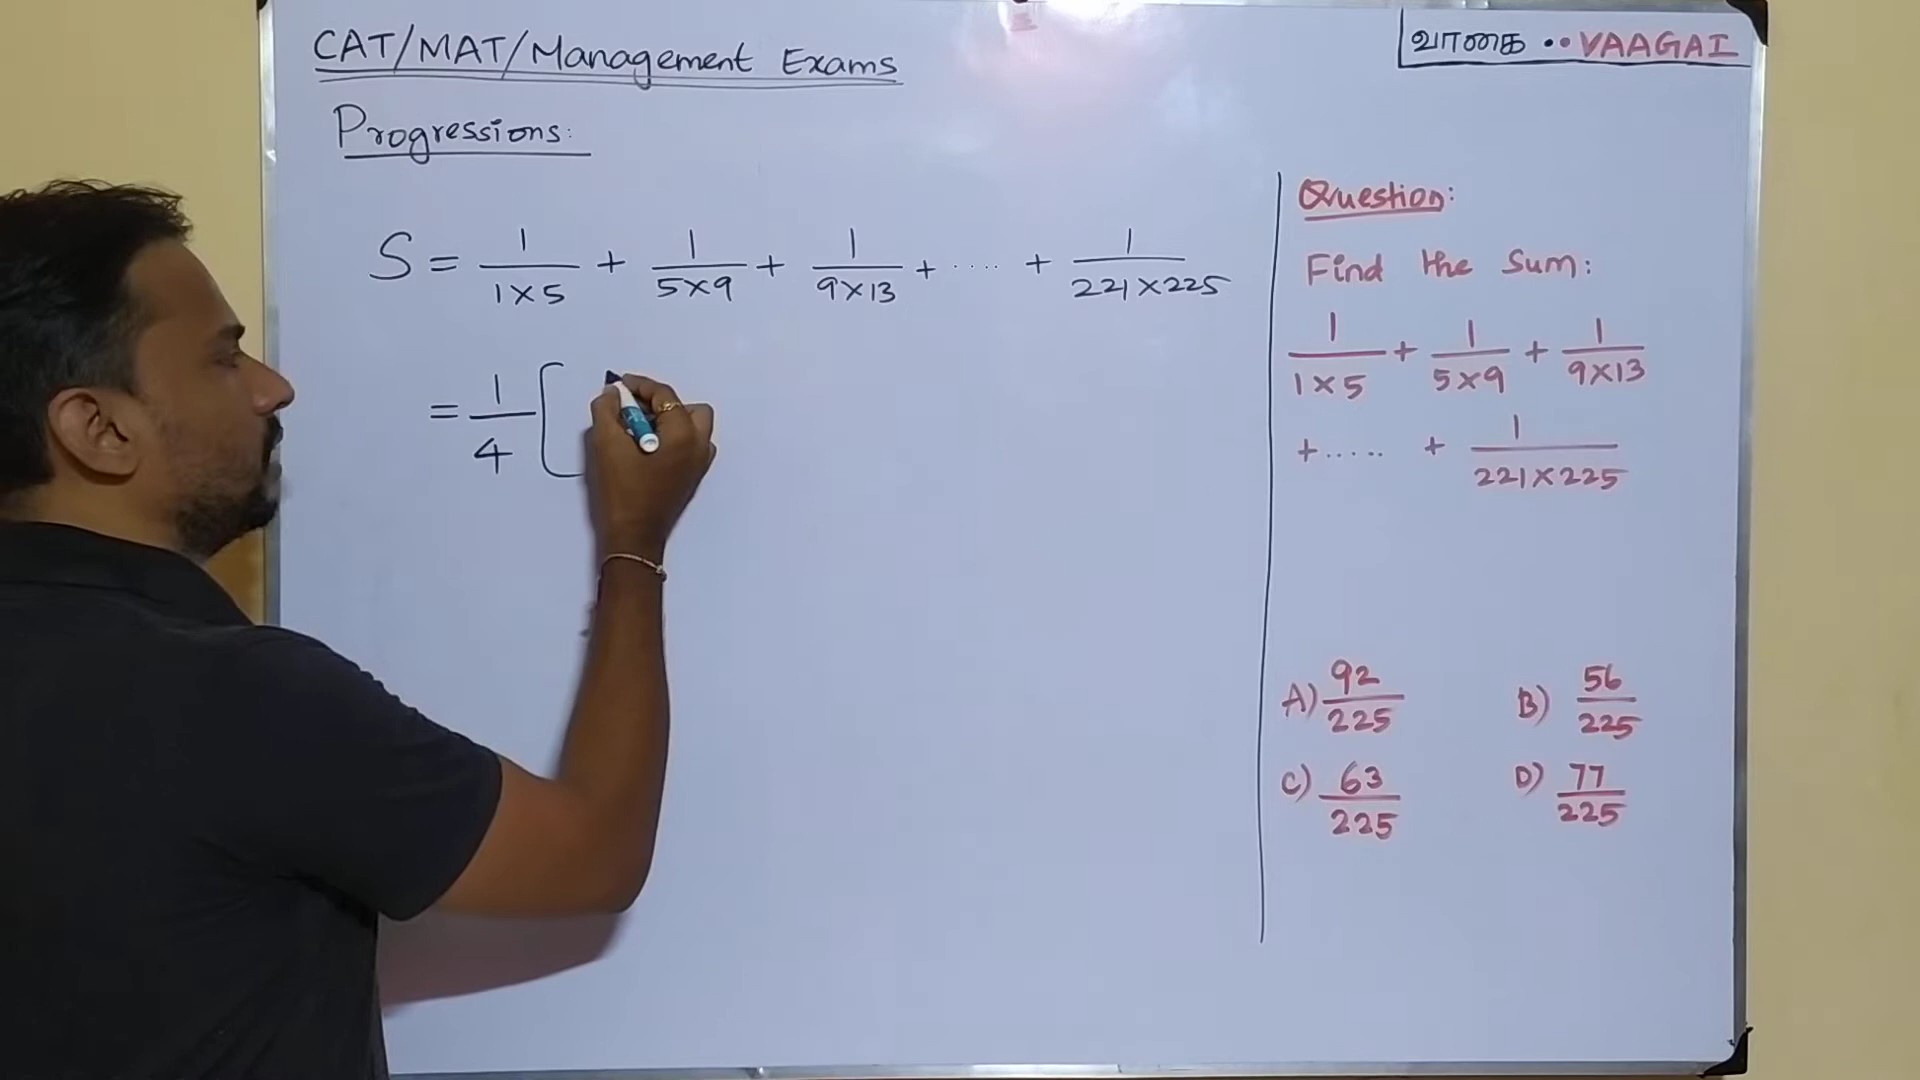 CAT/MAT/Management Exams
வாகை ..VAAGAI
Progressions:
S = 1/(1×5) + 1/(5×9) + 1/(9×13) + .... + 1/(221×225)
= 1/4 [
Question:
Find the Sum:
1/(1×5) + 1/(5×9) + 1/(9×13)
+ ..... + 1/(221×225)
A) 92/225 B) 56/225
C) 63/225 D) 77/225